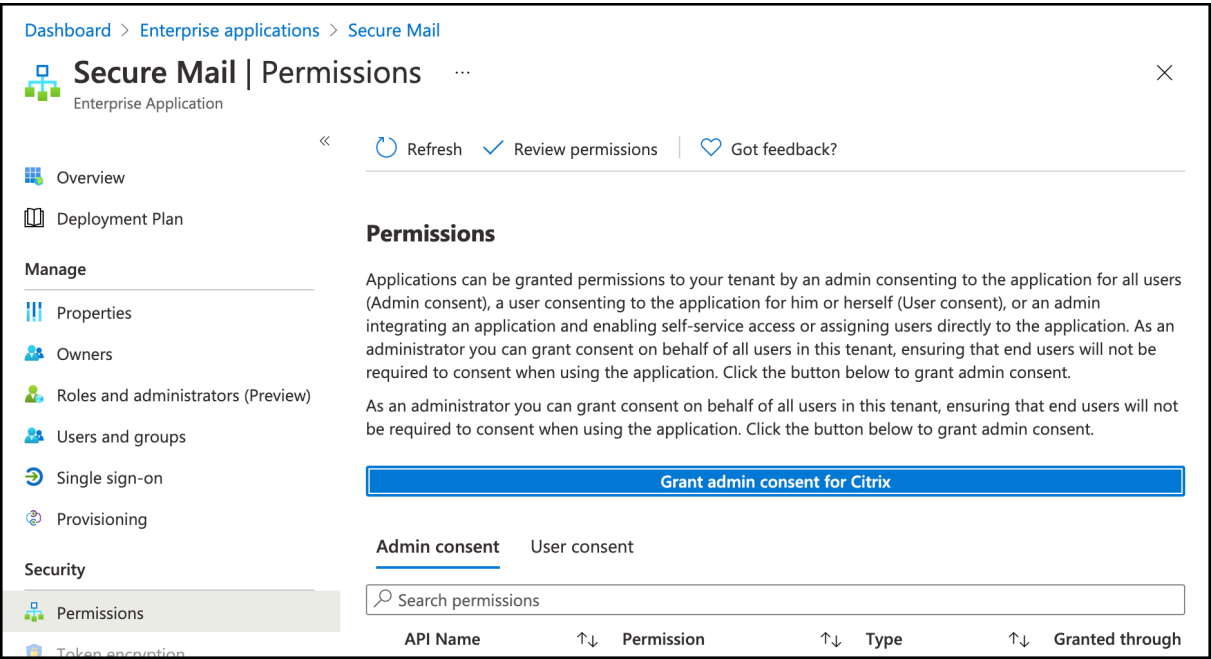 Dashboard > Enterprise applications > Secure Mail
Secure Mail | Permissions ...
Enterprise Application
«
Refresh Review permissions Got feedback?
Overview
Deployment Plan
Manage
Properties
Owners
Roles and administrators (Preview)
Users and groups
Single sign-on
Provisioning
Security
Permissions
Token encryption
Permissions
Applications can be granted permissions to your tenant by an admin consenting to the application for all users
(Admin consent), a user consenting to the application for him or herself (User consent), or an admin
integrating an application and enabling self-service access or assigning users directly to the application. As an
administrator you can grant consent on behalf of all users in this tenant, ensuring that end users will not be
required to consent when using the application. Click the button below to grant admin consent.
As an administrator you can grant consent on behalf of all users in this tenant, ensuring that end users will not
be required to consent when using the application. Click the button below to grant admin consent.
Grant admin consent for Citrix
Admin consent User consent
Search permissions
API Name ↑↓ Permission ↑↓ Type ↑↓ Granted through